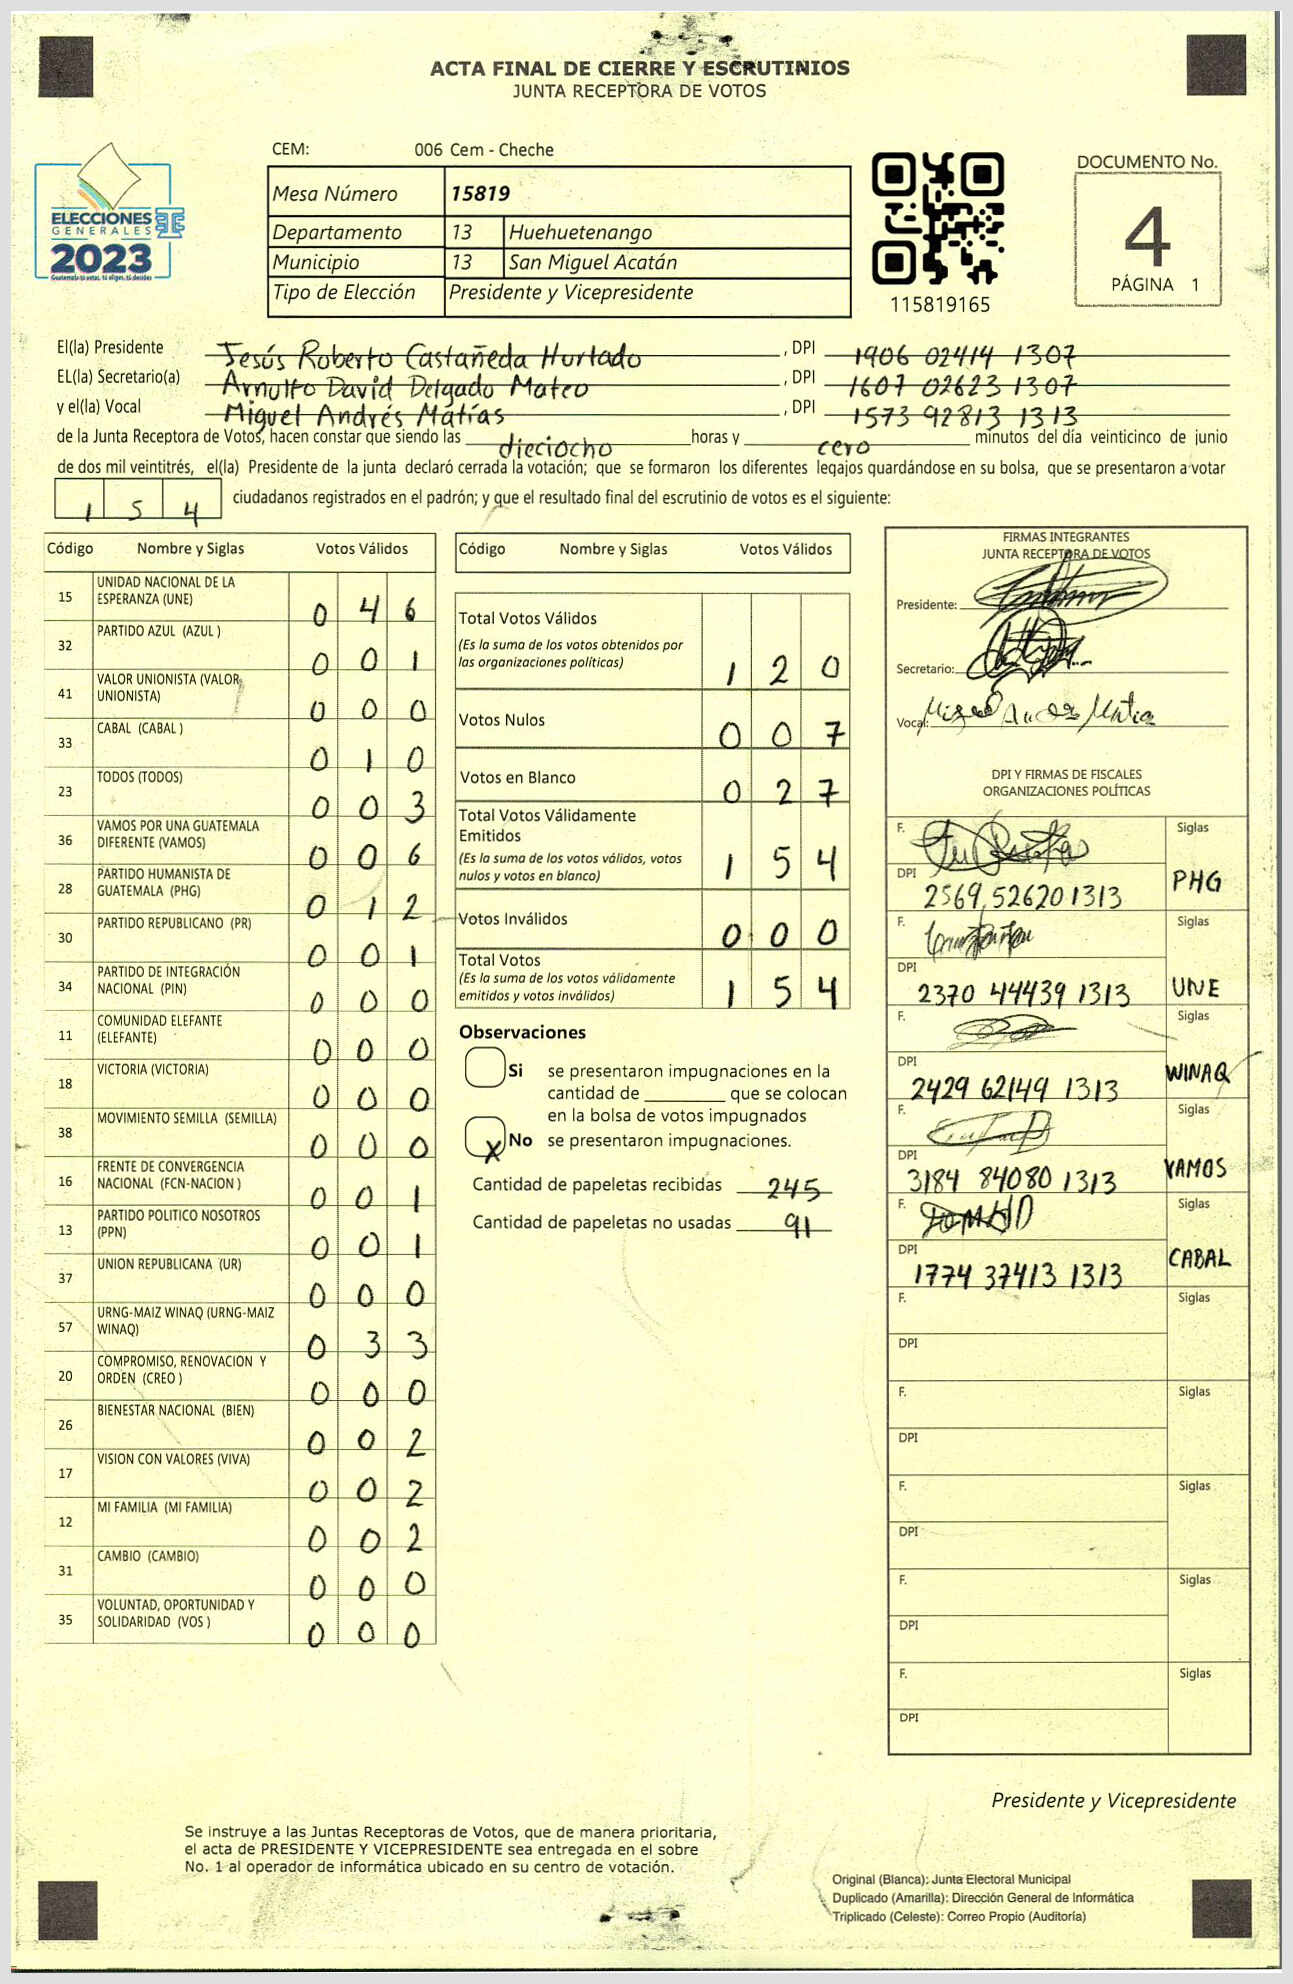 ACTA FINAL DE CIERRE Y ESCRUTINIOS
JUNTA RECEPTORA DE VOTOS
ELECCIONES
GENERALES
2023
Guatemala tú votas, tú eliges, tú decides
CEM: 006 Cem - Cheche
Mesa Número 15819
Departamento 13 Huehuetenango
Municipio 13 San Miguel Acatán
Tipo de Elección Presidente y Vicepresidente
115819165
DOCUMENTO No.
4
PÁGINA 1
El(la) Presidente Jesús Roberto Castañeda Hurtado , DPI 1906 02414 1307
EL(la) Secretario(a) Arnulfo David Delgado Mateo , DPI 1607 02623 1307
y el(la) Vocal Miguel Andrés Matías , DPI 1573 92813 1313
de la Junta Receptora de Votos, hacen constar que siendo las dieciocho horas y cero minutos del día veinticinco de junio
de dos mil veintitrés, el(la) Presidente de la junta declaró cerrada la votación; que se formaron los diferentes legajos guardándose en su bolsa, que se presentaron a votar
1 5 4 ciudadanos registrados en el padrón; y que el resultado final del escrutinio de votos es el siguiente:
Código Nombre y Siglas Votos Válidos
15 UNIDAD NACIONAL DE LA ESPERANZA (UNE) 0 4 6
32 PARTIDO AZUL (AZUL ) 0 0 1
41 VALOR UNIONISTA (VALOR UNIONISTA) 0 0 0
33 CABAL (CABAL ) 0 1 0
23 TODOS (TODOS) 0 0 3
36 VAMOS POR UNA GUATEMALA DIFERENTE (VAMOS) 0 0 6
28 PARTIDO HUMANISTA DE GUATEMALA (PHG) 0 1 2
30 PARTIDO REPUBLICANO (PR) 0 0 1
34 PARTIDO DE INTEGRACIÓN NACIONAL (PIN) 0 0 0
11 COMUNIDAD ELEFANTE (ELEFANTE) 0 0 0
18 VICTORIA (VICTORIA) 0 0 0
38 MOVIMIENTO SEMILLA (SEMILLA) 0 0 0
16 FRENTE DE CONVERGENCIA NACIONAL (FCN-NACION ) 0 0 1
13 PARTIDO POLITICO NOSOTROS (PPN) 0 0 1
37 UNION REPUBLICANA (UR) 0 0 0
57 URNG-MAIZ WINAQ (URNG-MAIZ WINAQ) 0 3 3
20 COMPROMISO, RENOVACION Y ORDEN (CREO ) 0 0 0
26 BIENESTAR NACIONAL (BIEN) 0 0 2
17 VISION CON VALORES (VIVA) 0 0 2
12 MI FAMILIA (MI FAMILIA) 0 0 2
31 CAMBIO (CAMBIO) 0 0 0
35 VOLUNTAD, OPORTUNIDAD Y SOLIDARIDAD (VOS ) 0 0 0
Código Nombre y Siglas Votos Válidos
Total Votos Válidos
(Es la suma de los votos obtenidos por
las organizaciones políticas) 1 2 0
Votos Nulos 0 0 7
Votos en Blanco 0 2 7
Total Votos Válidamente
Emitidos
(Es la suma de los votos válidos, votos
nulos y votos en blanco) 1 5 4
Votos Inválidos 0 0 0
Total Votos
(Es la suma de los votos válidamente
emitidos y votos inválidos) 1 5 4
Observaciones
Si se presentaron impugnaciones en la
cantidad de ________ que se colocan
en la bolsa de votos impugnados
X No se presentaron impugnaciones.
Cantidad de papeletas recibidas 245
Cantidad de papeletas no usadas 91
FIRMAS INTEGRANTES
JUNTA RECEPTORA DE VOTOS
Presidente:
Secretario:
Vocal:
DPI Y FIRMAS DE FISCALES
ORGANIZACIONES POLÍTICAS
F. Siglas
DPI 2569 52620 1313 PHG
F. Siglas
DPI 2370 44439 1313 UNE
F. Siglas
DPI 2429 62149 1313 WINAQ
F. Siglas
DPI 3184 84080 1313 VAMOS
F. Siglas
DPI 1774 37413 1313 CABAL
F. Siglas
DPI
F. Siglas
DPI
F. Siglas
DPI
F. Siglas
DPI
F. Siglas
DPI
Presidente y Vicepresidente
Se instruye a las Juntas Receptoras de Votos, que de manera prioritaria,
el acta de PRESIDENTE Y VICEPRESIDENTE sea entregada en el sobre
No. 1 al operador de informática ubicado en su centro de votación.
Original (Blanca): Junta Electoral Municipal
Duplicado (Amarilla): Dirección General de Informática
Triplicado (Celeste): Correo Propio (Auditoría)